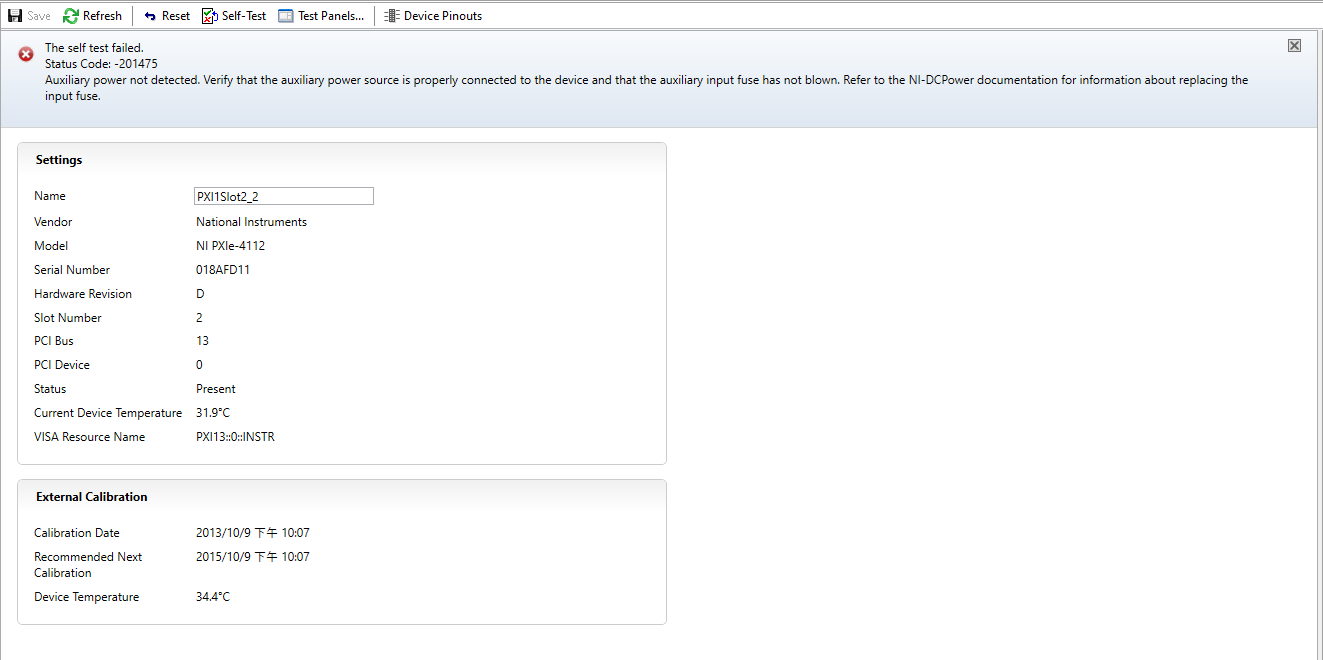 Save Refresh Reset Self-Test Test Panels... Device Pinouts
The self test failed.
Status Code: -201475
Auxiliary power not detected. Verify that the auxiliary power source is properly connected to the device and that the auxiliary input fuse has not blown. Refer to the NI-DCPower documentation for information about replacing the
input fuse.
Settings
Name PXI1Slot2_2
Vendor National Instruments
Model NI PXIe-4112
Serial Number 018AFD11
Hardware Revision D
Slot Number 2
PCI Bus 13
PCI Device 0
Status Present
Current Device Temperature 31.9°C
VISA Resource Name PXI13::0::INSTR
External Calibration
Calibration Date 2013/10/9 下午 10:07
Recommended Next 2015/10/9 下午 10:07
Calibration
Device Temperature 34.4°C